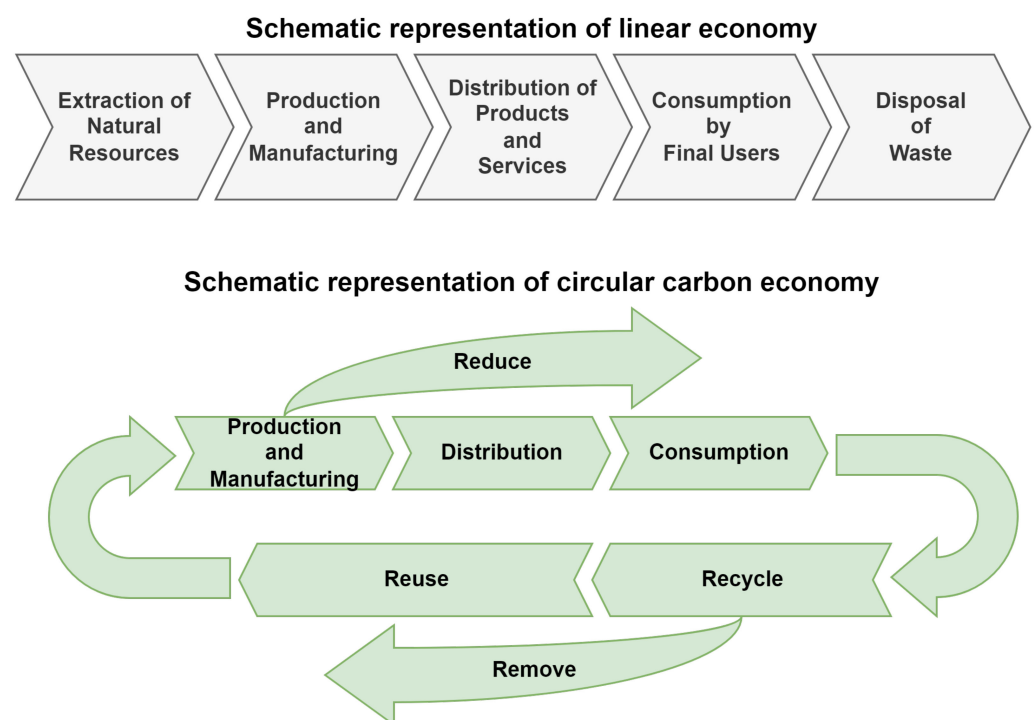 Schematic representation of linear economy
Extraction of
Natural
Resources
Production
and
Manufacturing
Distribution of
Products
and
Services
Consumption
by
Final Users
Disposal
of
Waste
Schematic representation of circular carbon economy
Reduce
Production
and
Manufacturing
Distribution
Consumption
Reuse
Recycle
Remove